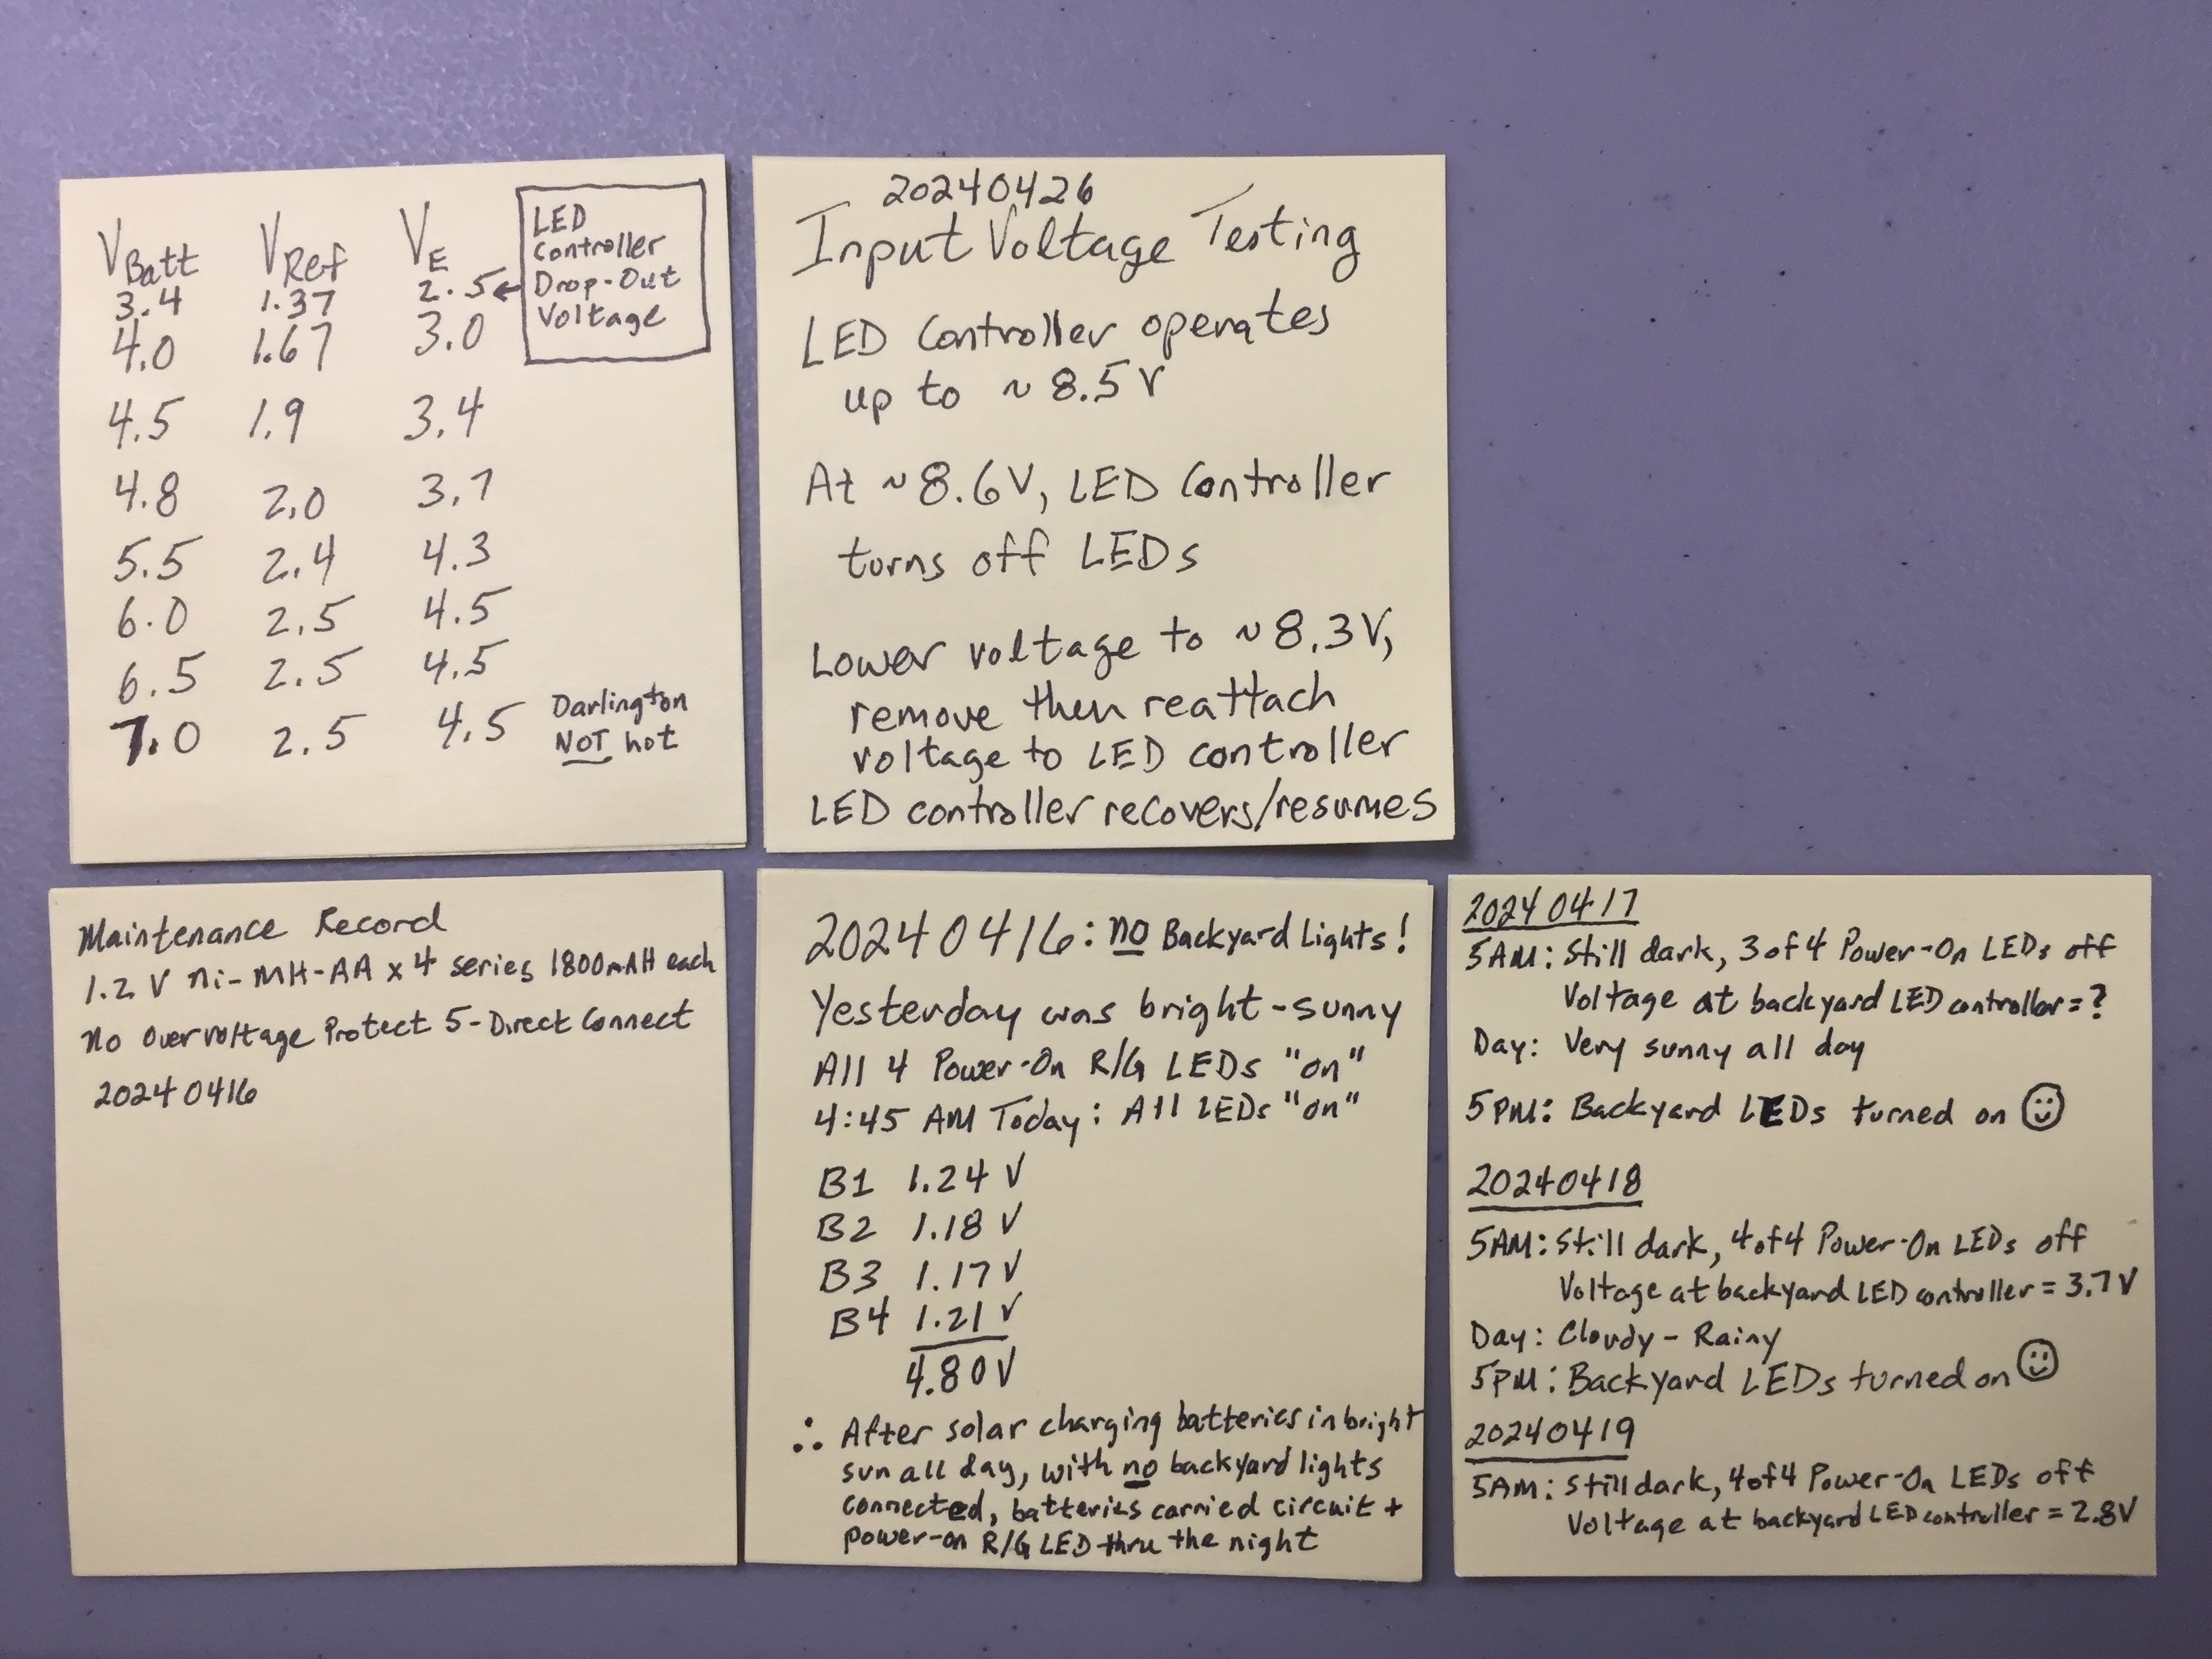 VBatt VRef VE
3.4 1.37 2.5 ←
4.0 1.67 3.0
4.5 1.9 3.4
4.8 2.0 3.7
5.5 2.4 4.3
6.0 2.5 4.5
6.5 2.5 4.5
7.0 2.5 4.5
LED
Controller
Drop-Out
Voltage
Darlington
NOT hot
20240426
Input Voltage Testing
LED Controller operates
up to ~ 8.5 V
At ~8.6V, LED Controller
turns off LEDs
Lower voltage to ~8.3V,
remove then reattach
voltage to LED controller
LED controller recovers/resumes
Maintenance Record
1.2 V Ni-MH-AA x 4 series 1800mAH each
No Overvoltage Protect 5-Direct Connect
20240416
20240416: no Backyard Lights!
Yesterday was bright-sunny
All 4 Power-On R/G LEDs "on"
4:45 AM Today: All LEDs "on"
B1 1.24 V
B2 1.18 V
B3 1.17 V
B4 1.21 V
4.80V
∴ After solar charging batteries in bright
sun all day, with no backyard lights
connected, batteries carried circuit +
power-on R/G LED thru the night
20240417
5AM: Still dark, 3 of 4 Power-On LEDs off
Voltage at backyard LED controller = ?
Day: Very sunny all day
5PM: Backyard LEDs turned on ☺
20240418
5AM: Still dark, 4 of 4 Power-On LEDs off
Voltage at backyard LED controller = 3.7V
Day: Cloudy - Rainy
5PM: Backyard LEDs turned on ☺
20240419
5AM: Still dark, 4 of 4 Power-On LEDs off
Voltage at backyard LED controller = 2.8V